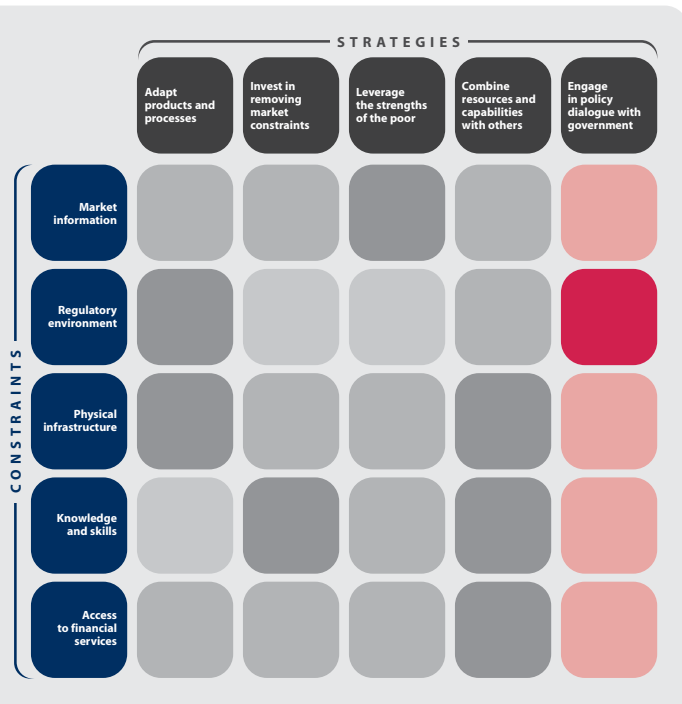 STRATEGIES
Adapt
products and
processes
Invest in
removing
market
constraints
Leverage
the strengths
of the poor
Combine
resources and
capabilities
with others
Engage
in policy
dialogue with
government
CONSTRAINTS
Market
information
Regulatory
environment
Physical
infrastructure
Knowledge
and skills
Access
to financial
services